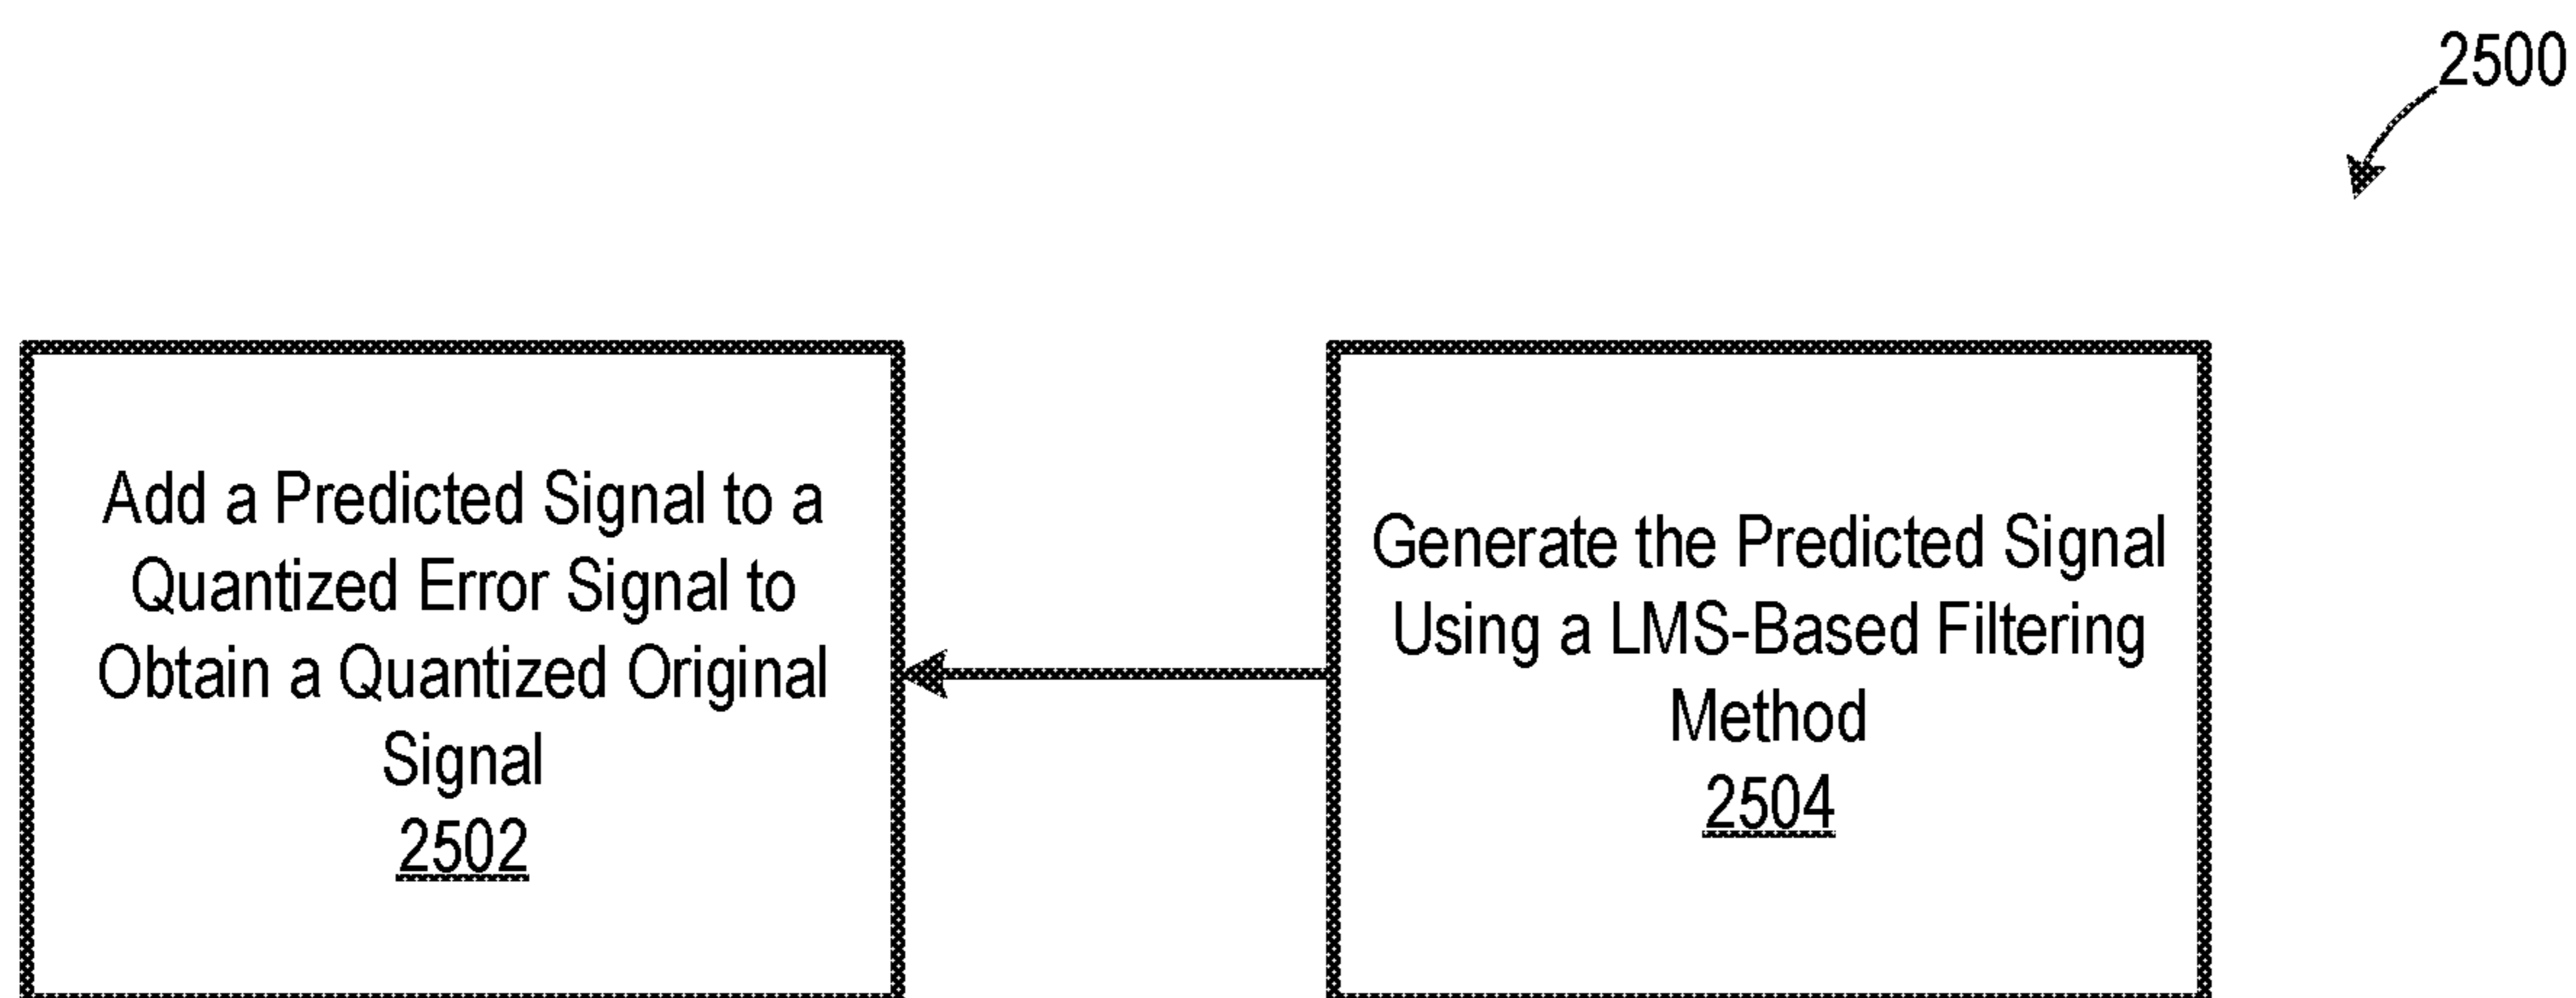 2500
Add a Predicted Signal to a
Quantized Error Signal to
Obtain a Quantized Original
Signal
2502
Generate the Predicted Signal
Using a LMS-Based Filtering
Method
2504